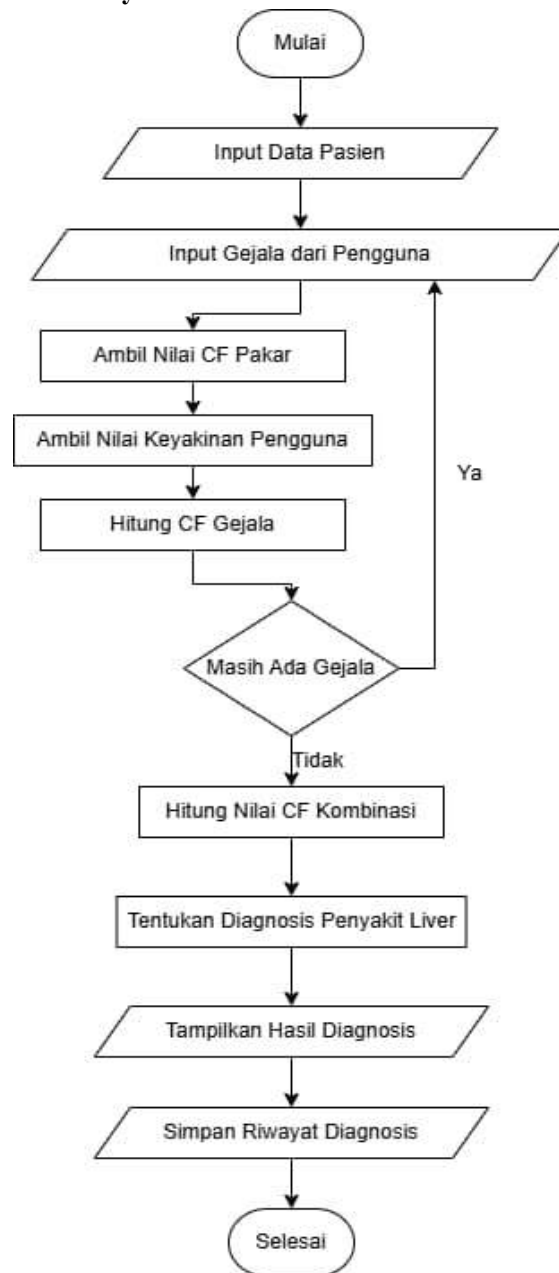 Mulai
Input Data Pasien
Input Gejala dari Pengguna
Ambil Nilai CF Pakar
Ambil Nilai Keyakinan Pengguna
Ya
Hitung CF Gejala
Masih Ada Gejala
Tidak
Hitung Nilai CF Kombinasi
Tentukan Diagnosis Penyakit Liver
Tampilkan Hasil Diagnosis
Simpan Riwayat Diagnosis
Selesai